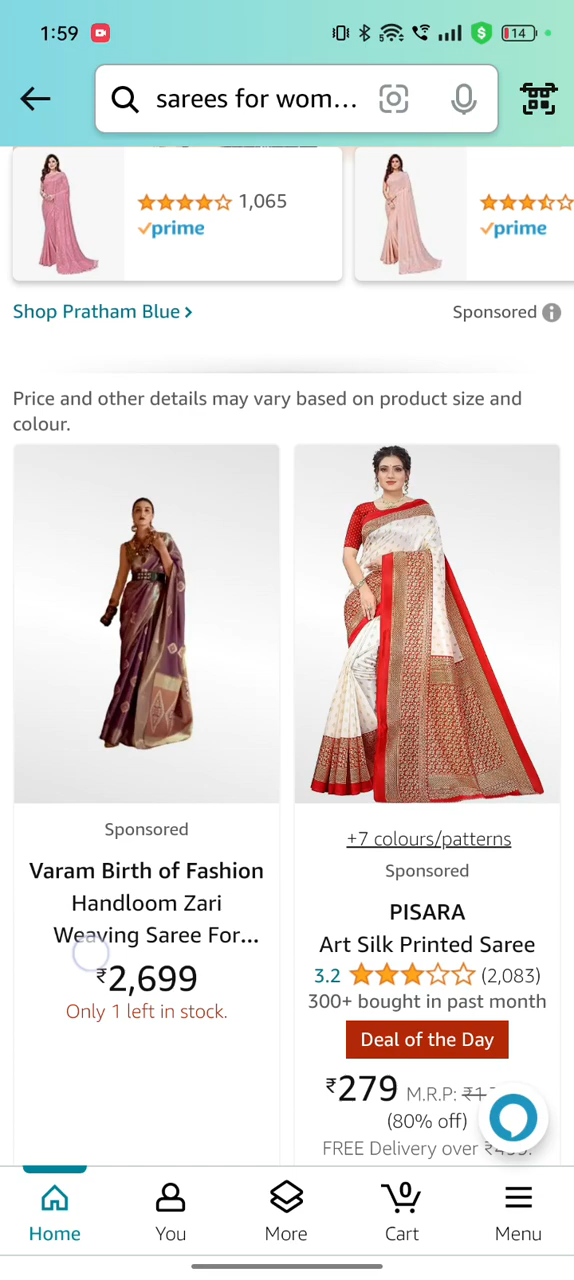 1:59
14
sarees for wom...
1,065
prime
prime
Shop Pratham Blue
Sponsored
Price and other details may vary based on product size and
colour.
Sponsored
Varam Birth of Fashion
Handloom Zari
Weaving Saree For...
₹2,699
Only 1 left in stock.
+7 colours/patterns
Sponsored
PISARA
Art Silk Printed Saree
3.2 (2,083)
300+ bought in past month
Deal of the Day
₹279 M.R.P:
(80% off)
FREE Delivery over
Home
You
More
0
Cart
Menu